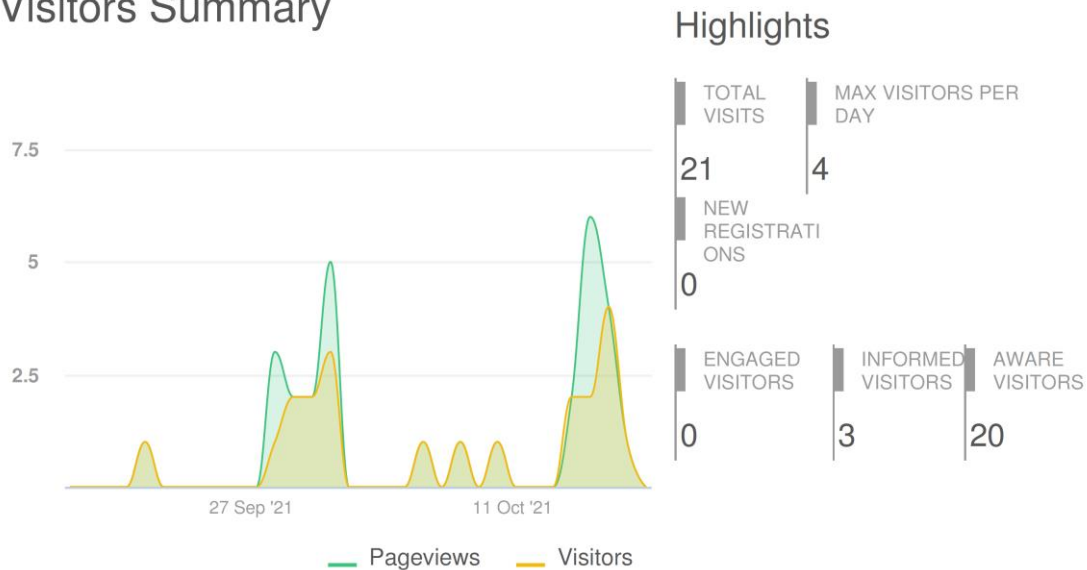 Visitors Summary
Highlights
TOTAL
VISITS
21
MAX VISITORS PER
DAY
4
NEW
REGISTRATI
ONS
0
ENGAGED
VISITORS
0
INFORMED
VISITORS
3
AWARE
VISITORS
20
7.5
5
2.5
27 Sep '21
11 Oct '21
Pageviews
Visitors